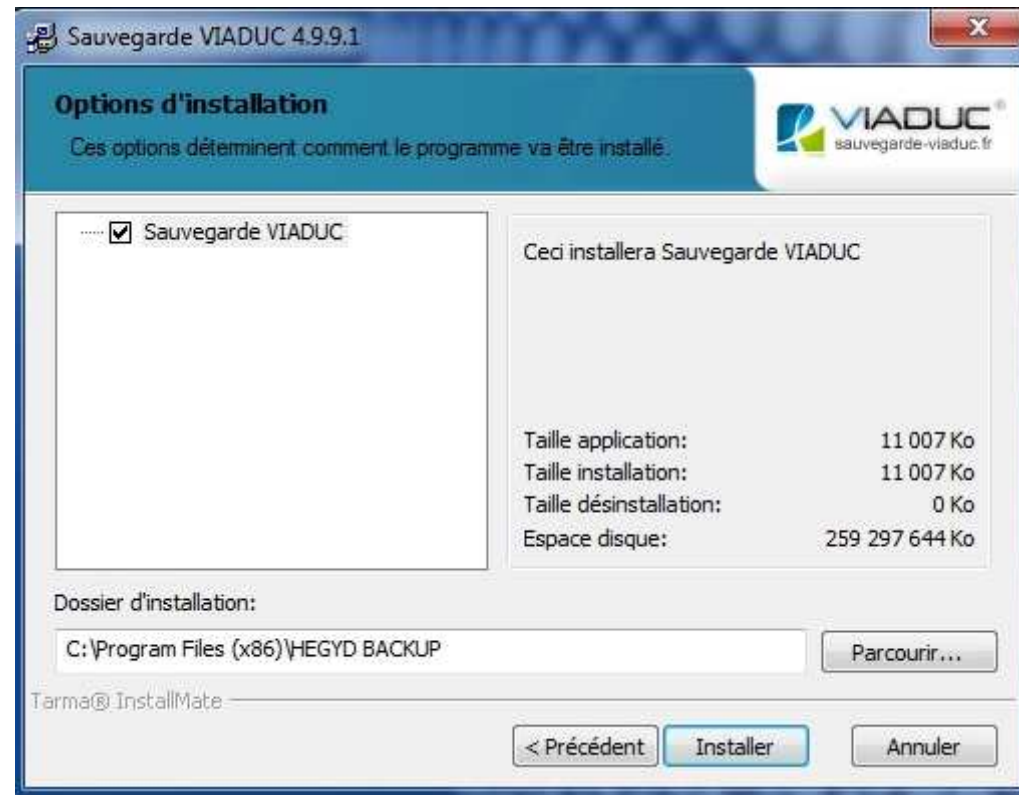 Sauvegarde VIADUC 4.9.9.1
Options d'installation
Ces options déterminent comment le programme va être installé.
VIADUC®
sauvegarde-viaduc.fr
Sauvegarde VIADUC
Ceci installera Sauvegarde VIADUC
Taille application: 11 007 Ko
Taille installation: 11 007 Ko
Taille désinstallation: 0 Ko
Espace disque: 259 297 644 Ko
Dossier d'installation:
C:\Program Files (x86)\HEGYD BACKUP
Parcourir...
Tarma® InstallMate
< Précédent Installer Annuler